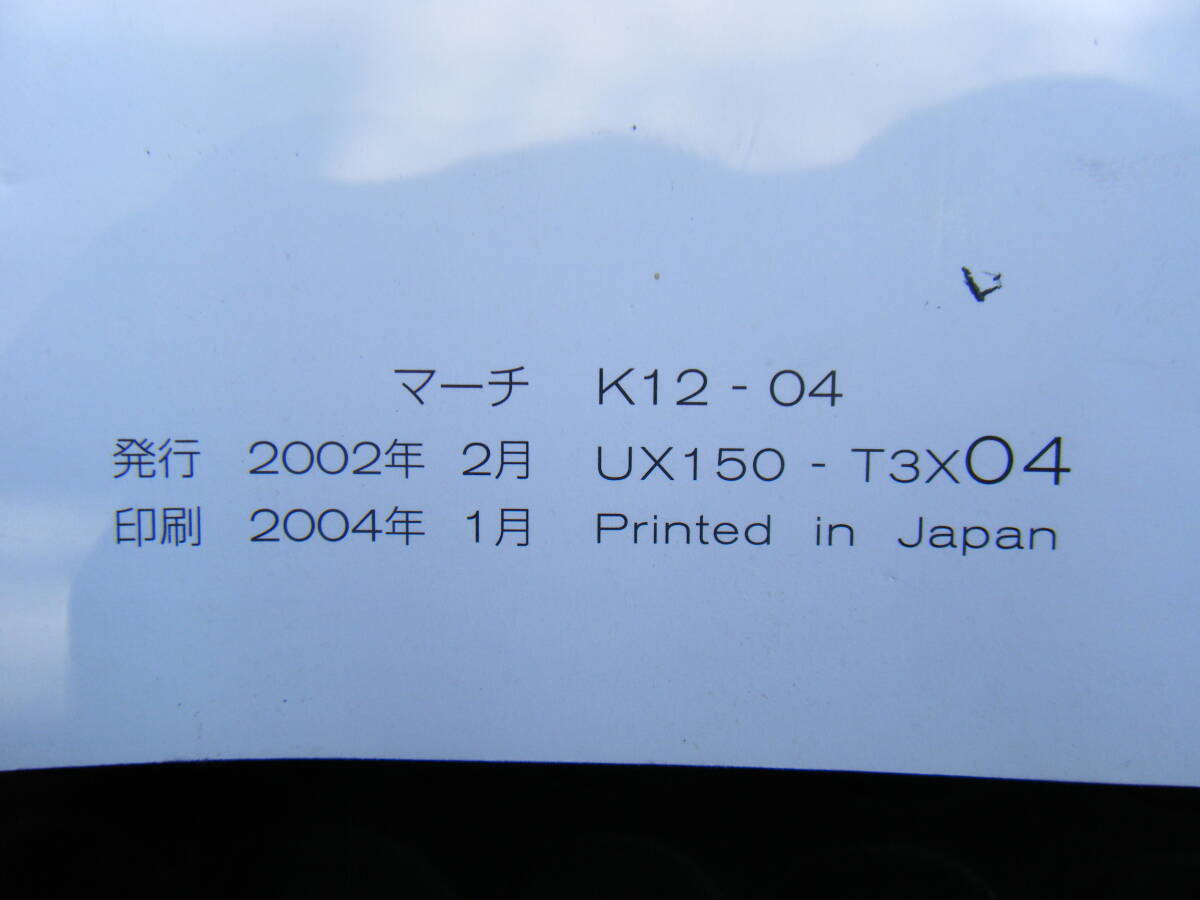 マーチ K12 - 04
発行 2002年 2月 UX150 - T3X04
印刷 2004年 1月 Printed in Japan